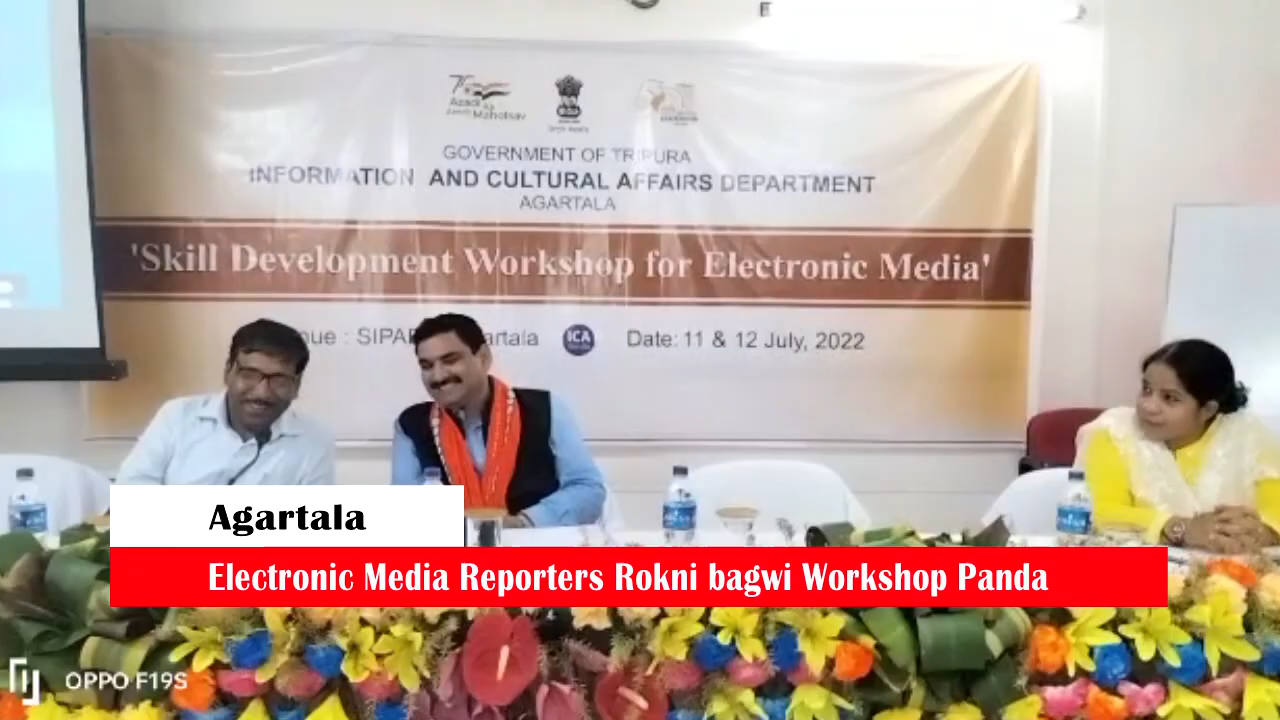 Azadi Ka
Amrit Mahotsav
GOVERNMENT OF TRIPURA
INFORMATION AND CULTURAL AFFAIRS DEPARTMENT
AGARTALA
'Skill Development Workshop for Electronic Media'
: SIPARD ICA Date: 11 & 12 July, 2022
Agartala
Electronic Media Reporters Rokni bagwi Workshop Panda
OPPO F19S